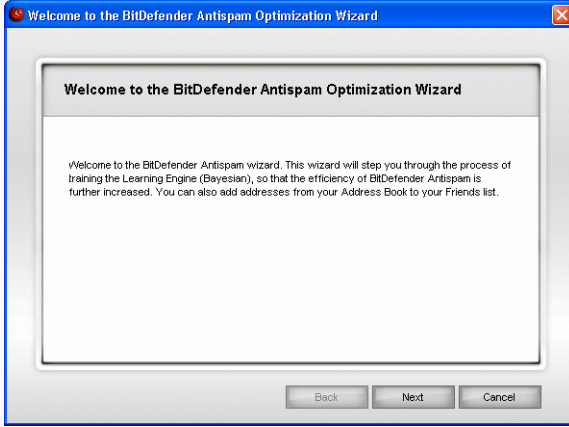 Welcome to the BitDefender Antispam Optimization Wizard
Welcome to the BitDefender Antispam Optimization Wizard
Welcome to the BitDefender Antispam wizard. This wizard will step you through the process of
training the Learning Engine (Bayesian), so that the efficiency of BitDefender Antispam is
further increased. You can also add addresses from your Address Book to your Friends list.
Back Next Cancel